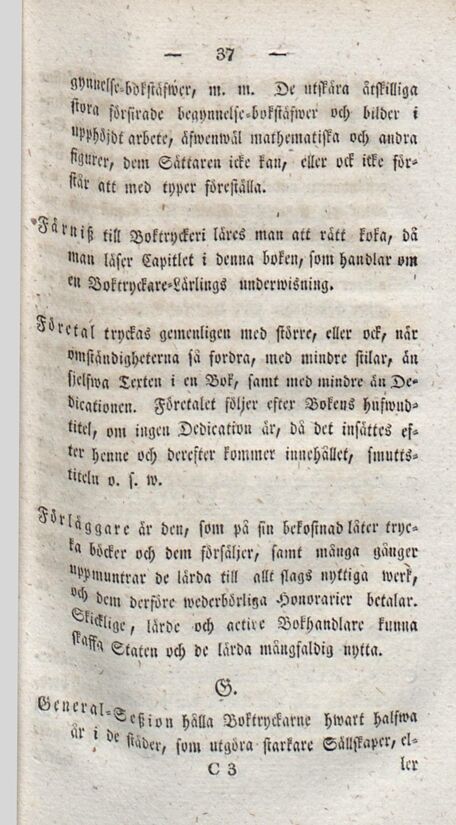 — 37 —
gynnelse-bokstäfwer, m. m. De utskära åtskilliga
stora försirade begynnelse-bokstäfwer och bilder i
upphöjdt arbete, äfwenwäl mathematiska och andra
figurer, dem Sättaren icke kan, eller ock icke för-
står att med typer föreställa.
Färniß till Boktryckeri läres man att rätt koka, då
man läser Capitlet i denna boken, som handlar om
en Boktryckare-Lärlings underwisning.
Företal tryckas gemenligen med större, eller ock, när
omständigheterna så fordra, med mindre stilar, än
sjelfwa Texten i en Bok, samt med mindre än De-
dicationen. Företalet följer efter Bokens hufwud-
titel, om ingen Dedication är, då det insättes ef-
ter henne och derefter kommer innehållet, smutts-
titeln o. s. w.
Förläggare är den, som på sin bekostnad låter tryc-
ka böcker och dem försäljer, samt många gånger
uppmuntrar de lärda till allt slags nyttiga werk,
och dem derföre wederbörliga Honorarier betalar.
Skicklige, lärde och active Bokhandlare kunna
skaffa Staten och de lärda mångfaldig nytta.
G.
General-Seßion hålla Boktryckarne hwart halfwa
år i de städer, som utgöra starkare Sällskaper, el-
C 3 ler